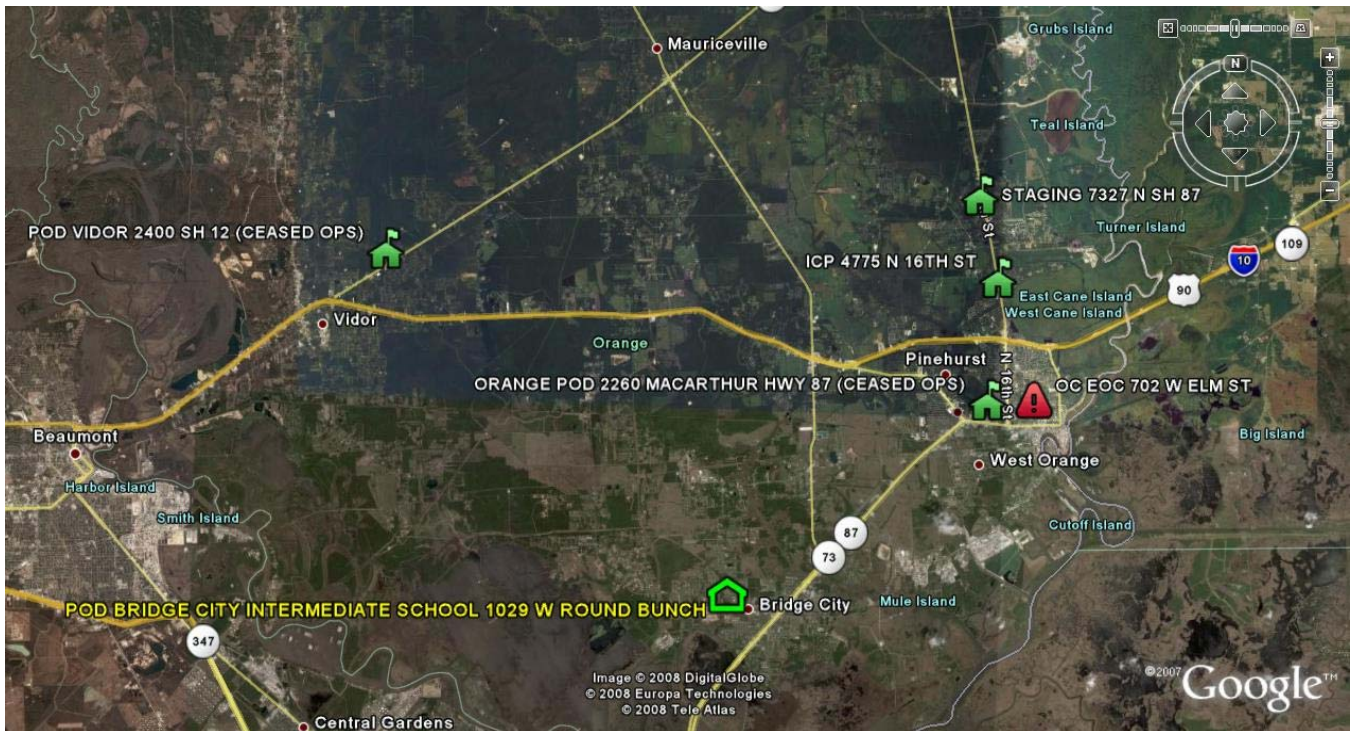 Grubs Island
Mauriceville
N
Teal Island
STAGING 7327 N SH 87
St
Turner Island
POD VIDOR 2400 SH 12 (CEASED OPS)
109
10
ICP 4775 N 16TH ST
90
East Cane Island
West Cane Island
Vidor
Orange
Pinehurst
N 16th St
ORANGE POD 2260 MACARTHUR HWY 87 (CEASED OPS)
OC EOC 702 W ELM ST
Big Island
Beaumont
West Orange
Harbor Island
Smith Island
Cutoff Island
87
73
POD BRIDGE CITY INTERMEDIATE SCHOOL 1029 W ROUND BUNCH
Bridge City
Mule Island
347
Image © 2008 DigitalGlobe
© 2008 Europa Technologies
© 2008 Tele Atlas
©2007 Google™
Central Gardens